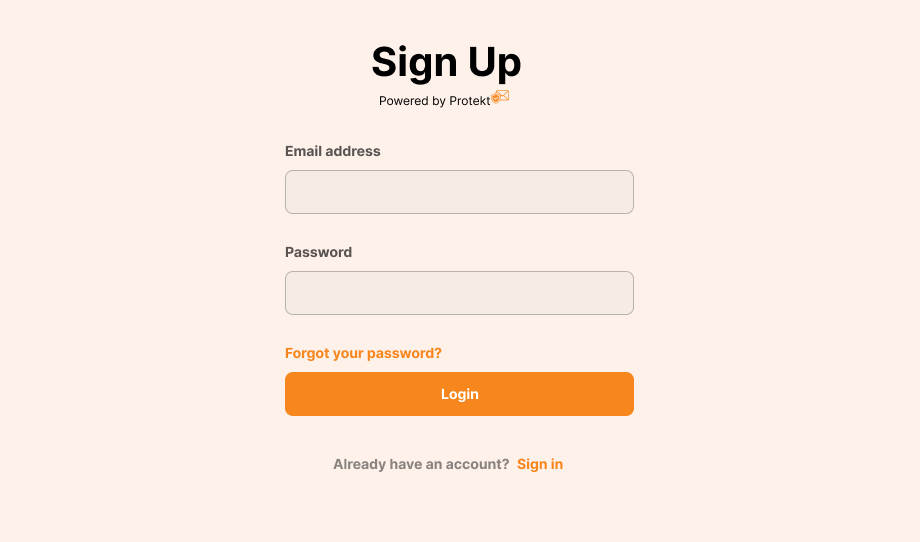 Sign Up
Powered by Protekt
Email address
Password
Forgot your password?
Login
Already have an account? Sign in